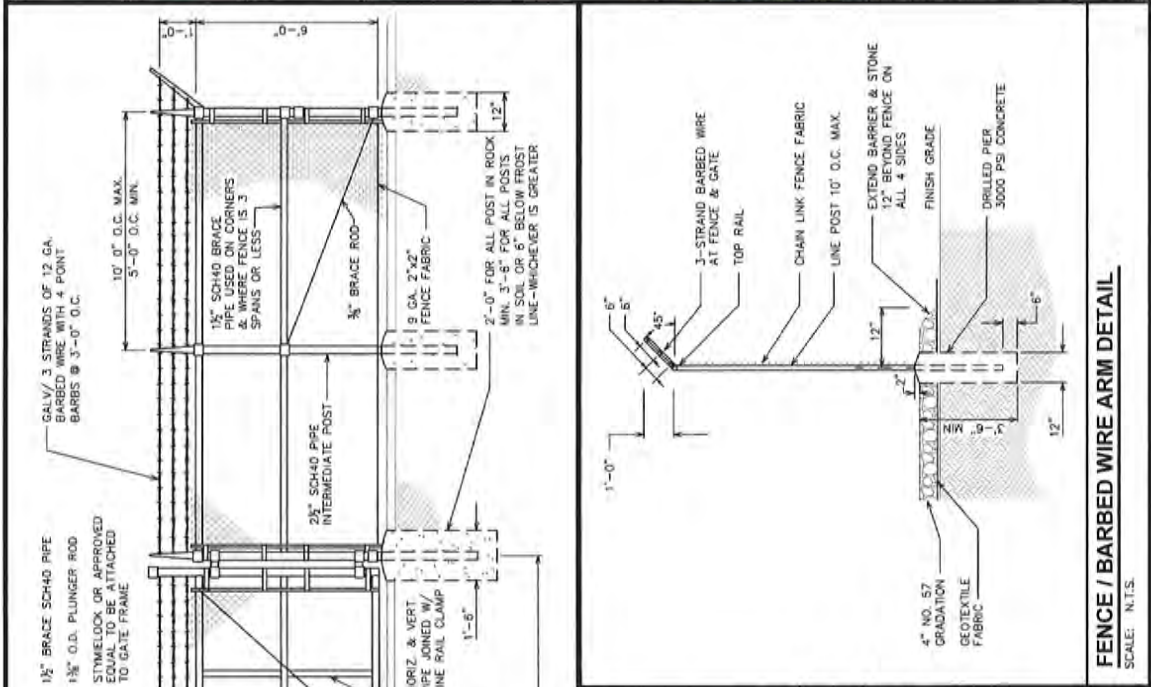 1½" BRACE SCH40 PIPE
1⅜" O.D. PLUNGER ROD
STYMIELOCK OR APPROVED
EQUAL TO BE ATTACHED
TO GATE FRAME
GALV/ 3 STRANDS OF 12 GA.
BARBED WIRE WITH 4 POINT
BARBS @ 3'-0" O.C.
10' 0" O.C. MAX.
5'-0" O.C. MIN.
1'-0"
6'-0"
1½" SCH40 BRACE
PIPE USED ON CORNERS
& WHERE FENCE IS 3
SPANS OR LESS
⅜" BRACE ROD
2½" SCH40 PIPE
INTERMEDIATE POST
9 GA. 2"x2"
FENCE FABRIC
12"
2'-0" FOR ALL POST IN ROCK
MIN. 3'-6" FOR ALL POSTS
IN SOIL OR 6" BELOW FROST
LINE-WHICHEVER IS GREATER
ORIZ. & VERT
IPE JOINED W/
INE RAIL CLAMP
1'-6"
1'-0"
6"
6"
45°
3-STRAND BARBED WIRE
AT FENCE & GATE
TOP RAIL
CHAIN LINK FENCE FABRIC
LINE POST 10' O.C. MAX.
EXTEND BARRIER & STONE
12" BEYOND FENCE ON
ALL 4 SIDES
FINISH GRADE
DRILLED PIER
3000 PSI CONCRETE
12"
2"
3'-6" MIN
6"
12"
4" NO. 57
GRADATION
GEOTEXTILE
FABRIC
FENCE / BARBED WIRE ARM DETAIL
SCALE: N.T.S.